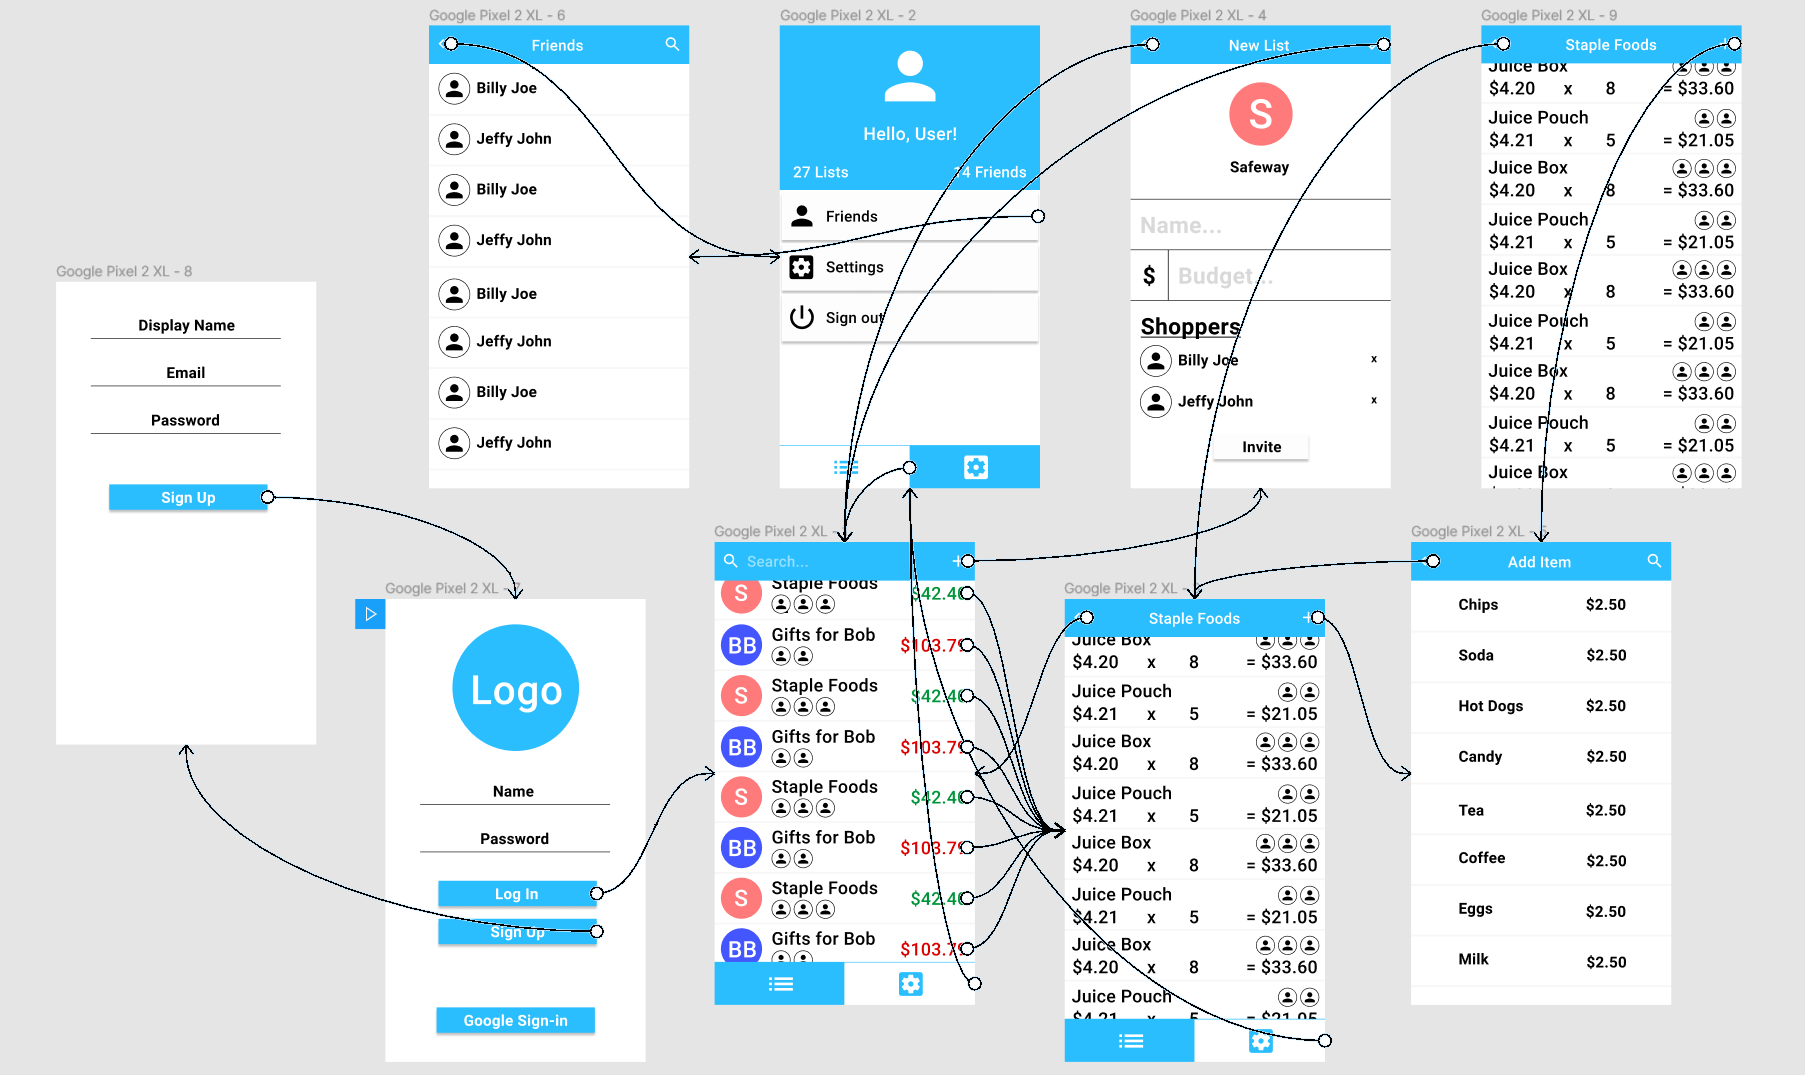 Google Pixel 2 XL - 6
Friends
Billy Joe
Jeffy John
Billy Joe
Jeffy John
Billy Joe
Jeffy John
Billy Joe
Jeffy John
Google Pixel 2 XL - 2
Hello, User!
27 Lists
14 Friends
Friends
Settings
Sign out
Google Pixel 2 XL - 4
New List
S
Safeway
Name...
$ Budget...
Shoppers
Billy Joe x
Jeffy John x
Invite
Google Pixel 2 XL - 9
Staple Foods
Juice Box
$4.20 x 8 = $33.60
Juice Pouch
$4.21 x 5 = $21.05
Juice Box
$4.20 x 8 = $33.60
Juice Pouch
$4.21 x 5 = $21.05
Juice Box
$4.20 x 8 = $33.60
Juice Pouch
$4.21 x 5 = $21.05
Juice Box
$4.20 x 8 = $33.60
Juice Pouch
$4.21 x 5 = $21.05
Juice Box
Google Pixel 2 XL - 8
Display Name
Email
Password
Sign Up
Google Pixel 2 XL - 7
Logo
Name
Password
Log In
Sign Up
Google Sign-in
Google Pixel 2 XL -
Search...
S Staple Foods $42.40
BB Gifts for Bob $103.79
S Staple Foods $42.40
BB Gifts for Bob $103.79
S Staple Foods $42.40
BB Gifts for Bob $103.79
S Staple Foods $42.40
BB Gifts for Bob $103.79
Google Pixel 2 XL -
Staple Foods
Juice Box
$4.20 x 8 = $33.60
Juice Pouch
$4.21 x 5 = $21.05
Juice Box
$4.20 x 8 = $33.60
Juice Pouch
$4.21 x 5 = $21.05
Juice Box
$4.20 x 8 = $33.60
Juice Pouch
$4.21 x 5 = $21.05
Juice Box
$4.20 x 8 = $33.60
Juice Pouch
$4.21 x 5 = $21.05
Google Pixel 2 XL - 5
Add Item
Chips $2.50
Soda $2.50
Hot Dogs $2.50
Candy $2.50
Tea $2.50
Coffee $2.50
Eggs $2.50
Milk $2.50